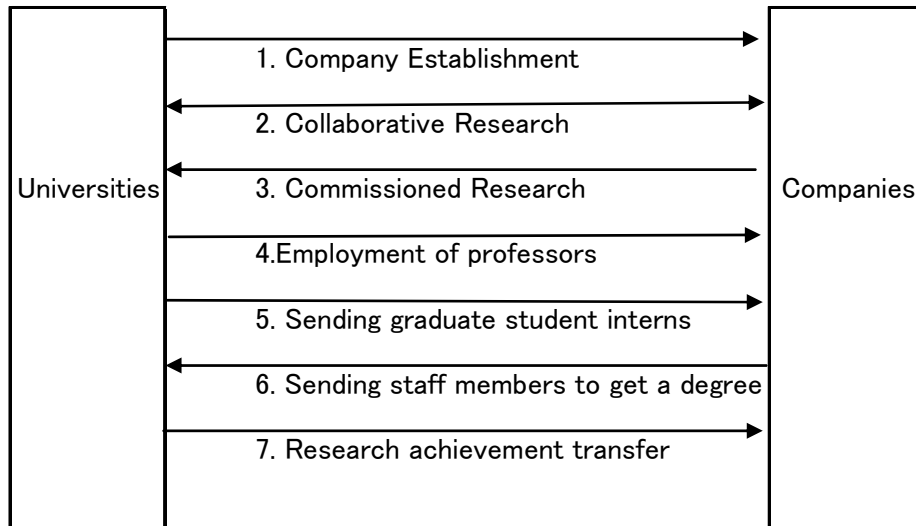 1. Company Establishment
2. Collaborative Research
Universities
3. Commissioned Research
Companies
4.Employment of professors
5. Sending graduate student interns
6. Sending staff members to get a degree
7. Research achievement transfer